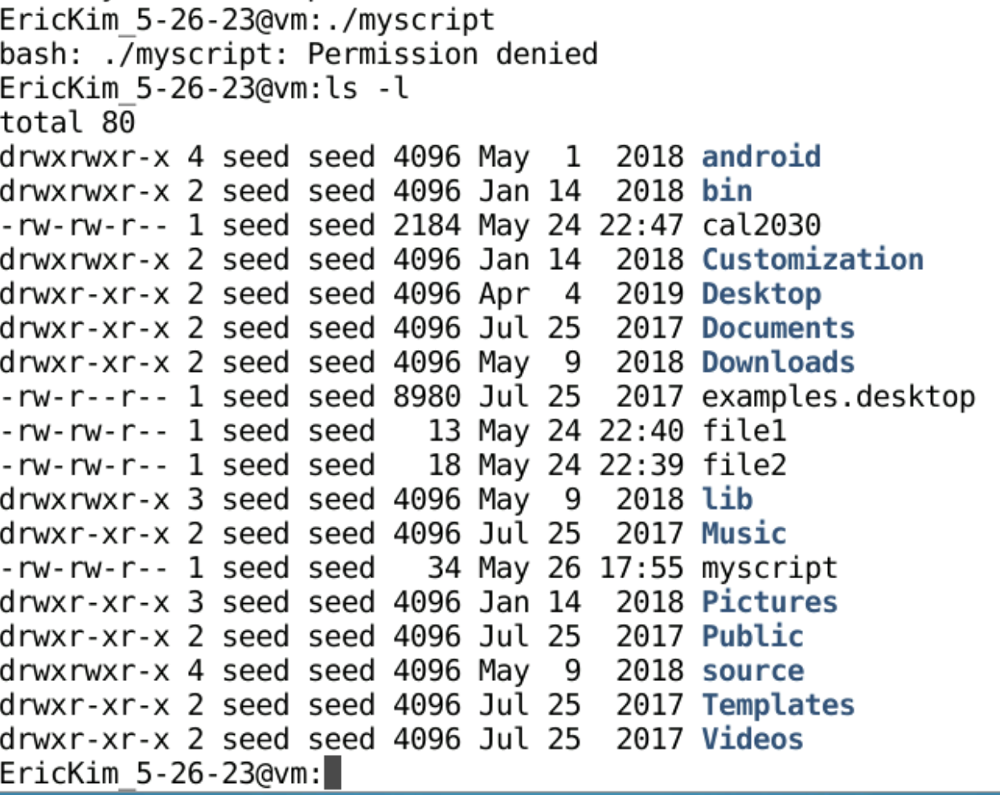 EricKim_5-26-23@vm:./myscript
bash: ./myscript: Permission denied
EricKim_5-26-23@vm:ls -l
total 80
drwxrwxr-x 4 seed seed 4096 May  1  2018 android
drwxrwxr-x 2 seed seed 4096 Jan 14  2018 bin
-rw-rw-r-- 1 seed seed 2184 May 24 22:47 cal2030
drwxrwxr-x 2 seed seed 4096 Jan 14  2018 Customization
drwxr-xr-x 2 seed seed 4096 Apr  4  2019 Desktop
drwxr-xr-x 2 seed seed 4096 Jul 25  2017 Documents
drwxr-xr-x 2 seed seed 4096 May  9  2018 Downloads
-rw-r--r-- 1 seed seed 8980 Jul 25  2017 examples.desktop
-rw-rw-r-- 1 seed seed   13 May 24 22:40 file1
-rw-rw-r-- 1 seed seed   18 May 24 22:39 file2
drwxrwxr-x 3 seed seed 4096 May  9  2018 lib
drwxr-xr-x 2 seed seed 4096 Jul 25  2017 Music
-rw-rw-r-- 1 seed seed   34 May 26 17:55 myscript
drwxr-xr-x 3 seed seed 4096 Jan 14  2018 Pictures
drwxr-xr-x 2 seed seed 4096 Jul 25  2017 Public
drwxrwxr-x 4 seed seed 4096 May  9  2018 source
drwxr-xr-x 2 seed seed 4096 Jul 25  2017 Templates
drwxr-xr-x 2 seed seed 4096 Jul 25  2017 Videos
EricKim_5-26-23@vm: